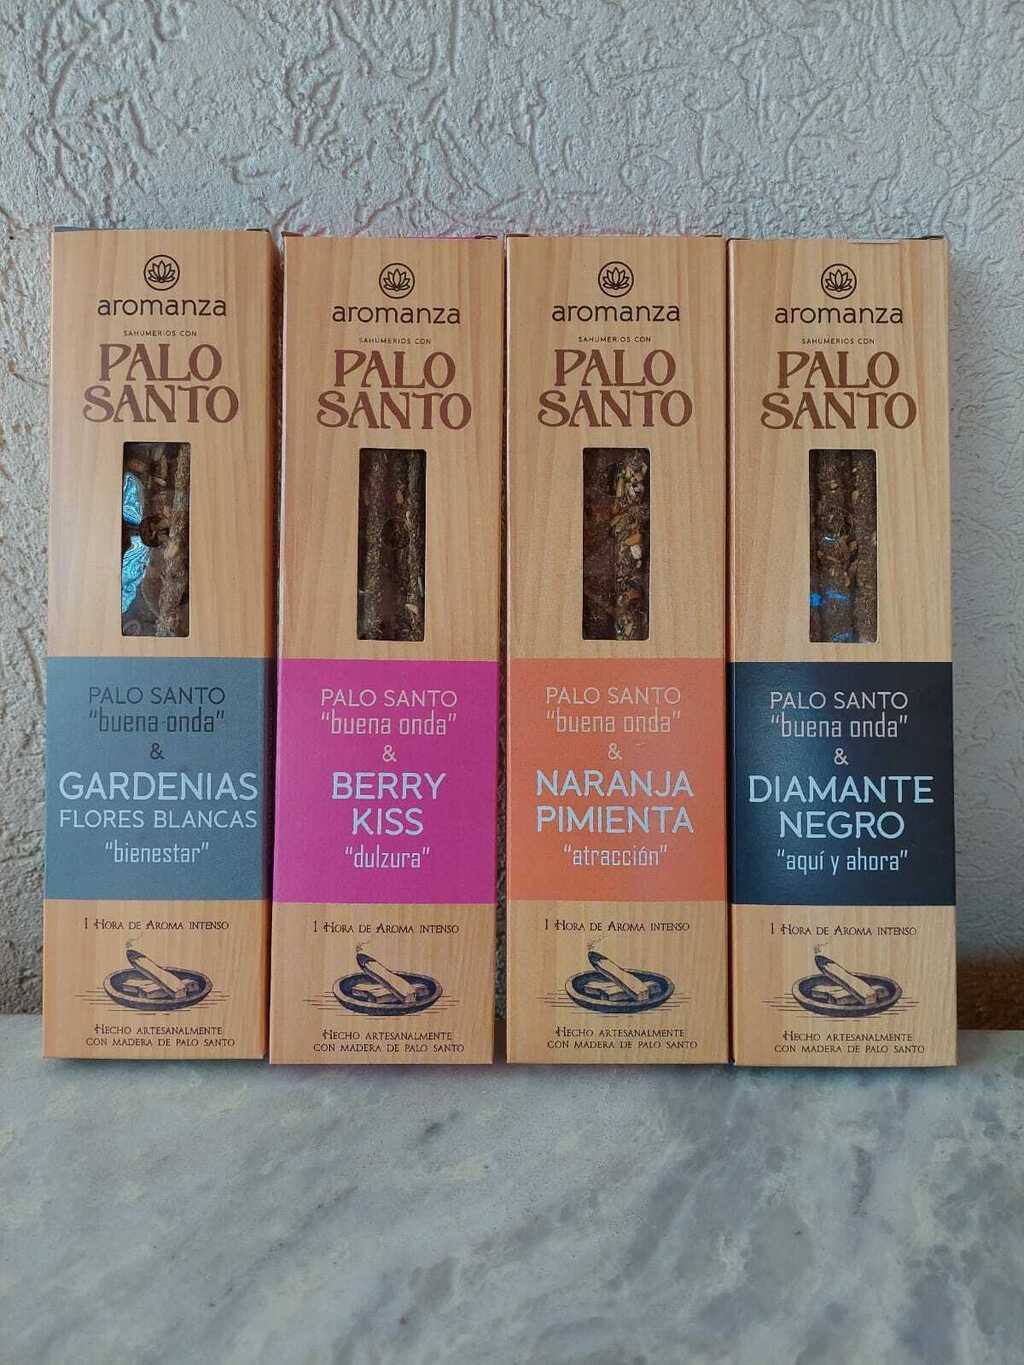 aromanza
SAHUMERIOS CON
PALO
SANTO
PALO SANTO
"buena onda"
&
GARDENIAS
FLORES BLANCAS
"bienestar"
1 HORA DE AROMA INTENSO
HECHO ARTESANALMENTE
CON MADERA DE PALO SANTO
aromanza
SAHUMERIOS CON
PALO
SANTO
PALO SANTO
"buena onda"
&
BERRY
KISS
"dulzura"
1 HORA DE AROMA INTENSO
HECHO ARTESANALMENTE
CON MADERA DE PALO SANTO
aromanza
SAHUMERIOS CON
PALO
SANTO
PALO SANTO
"buena onda"
&
NARANJA
PIMIENTA
"atracción"
1 HORA DE AROMA INTENSO
HECHO ARTESANALMENTE
CON MADERA DE PALO SANTO
aromanza
SAHUMERIOS CON
PALO
SANTO
PALO SANTO
"buena onda"
&
DIAMANTE
NEGRO
"aquí y ahora"
1 HORA DE AROMA INTENSO
HECHO ARTESANALMENTE
CON MADERA DE PALO SANTO